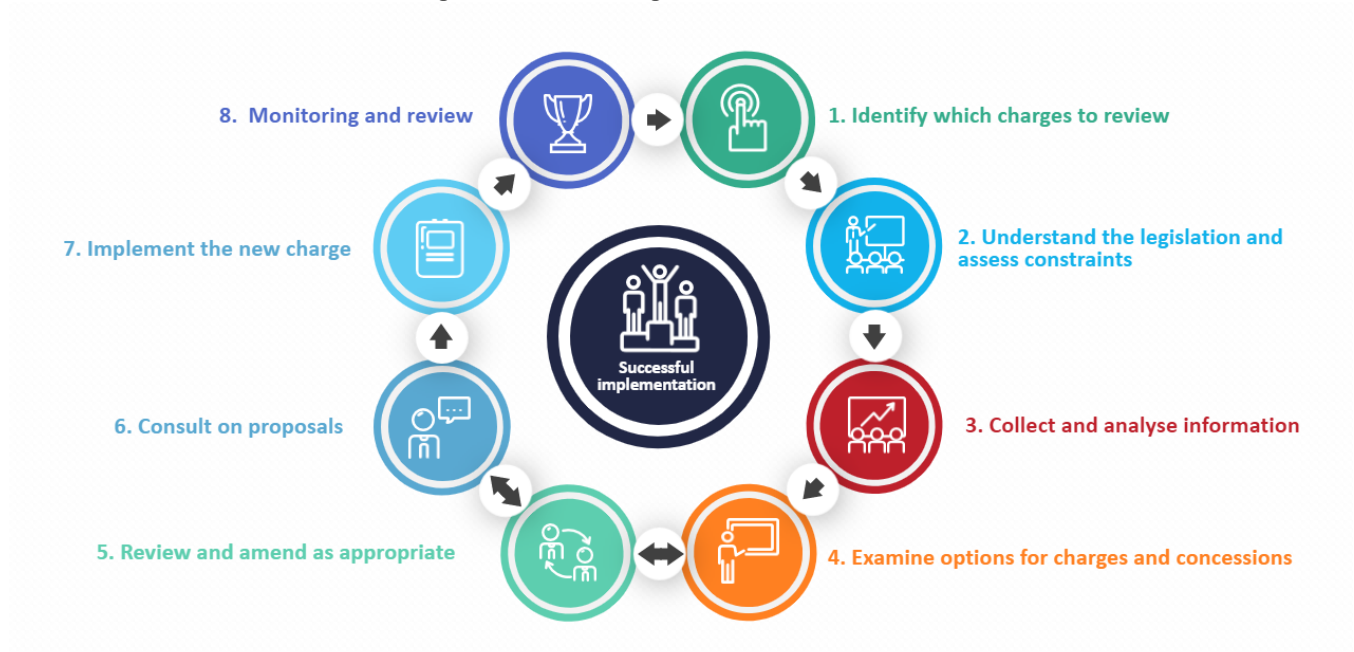 8. Monitoring and review
1. Identify which charges to review
7. Implement the new charge
2. Understand the legislation and
assess constraints
Successful
implementation
6. Consult on proposals
3. Collect and analyse information
5. Review and amend as appropriate
4. Examine options for charges and concessions